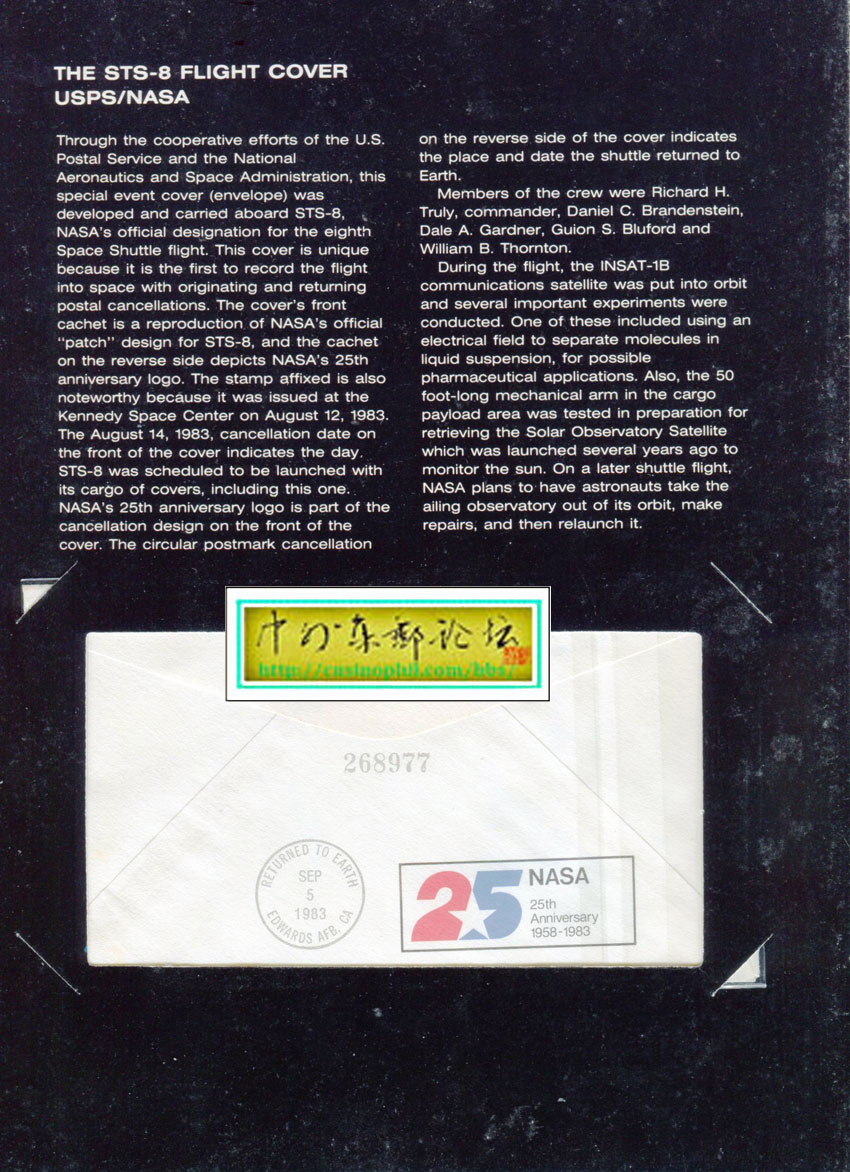 THE STS-8 FLIGHT COVER
USPS/NASA
Through the cooperative efforts of the U.S.
Postal Service and the National
Aeronautics and Space Administration, this
special event cover (envelope) was
developed and carried aboard STS-8,
NASA's official designation for the eighth
Space Shuttle flight. This cover is unique
because it is the first to record the flight
into space with originating and returning
postal cancellations. The cover's front
cachet is a reproduction of NASA's official
"patch" design for STS-8, and the cachet
on the reverse side depicts NASA's 25th
anniversary logo. The stamp affixed is also
noteworthy because it was issued at the
Kennedy Space Center on August 12, 1983.
The August 14, 1983, cancellation date on
the front of the cover indicates the day
STS-8 was scheduled to be launched with
its cargo of covers, including this one.
NASA's 25th anniversary logo is part of the
cancellation design on the front of the
cover. The circular postmark cancellation
on the reverse side of the cover indicates
the place and date the shuttle returned to
Earth.
Members of the crew were Richard H.
Truly, commander, Daniel C. Brandenstein,
Dale A. Gardner, Guion S. Bluford and
William B. Thornton.
During the flight, the INSAT-1B
communications satellite was put into orbit
and several important experiments were
conducted. One of these included using an
electrical field to separate molecules in
liquid suspension, for possible
pharmaceutical applications. Also, the 50
foot-long mechanical arm in the cargo
payload area was tested in preparation for
retrieving the Solar Observatory Satellite
which was launched several years ago to
monitor the sun. On a later shuttle flight,
NASA plans to have astronauts take the
ailing observatory out of its orbit, make
repairs, and then relaunch it.
http://cnsinophil.com/bbs/
268977
RETURNED TO EARTH
SEP
5
1983
EDWARDS AFB, CA
25 NASA
25th
Anniversary
1958-1983